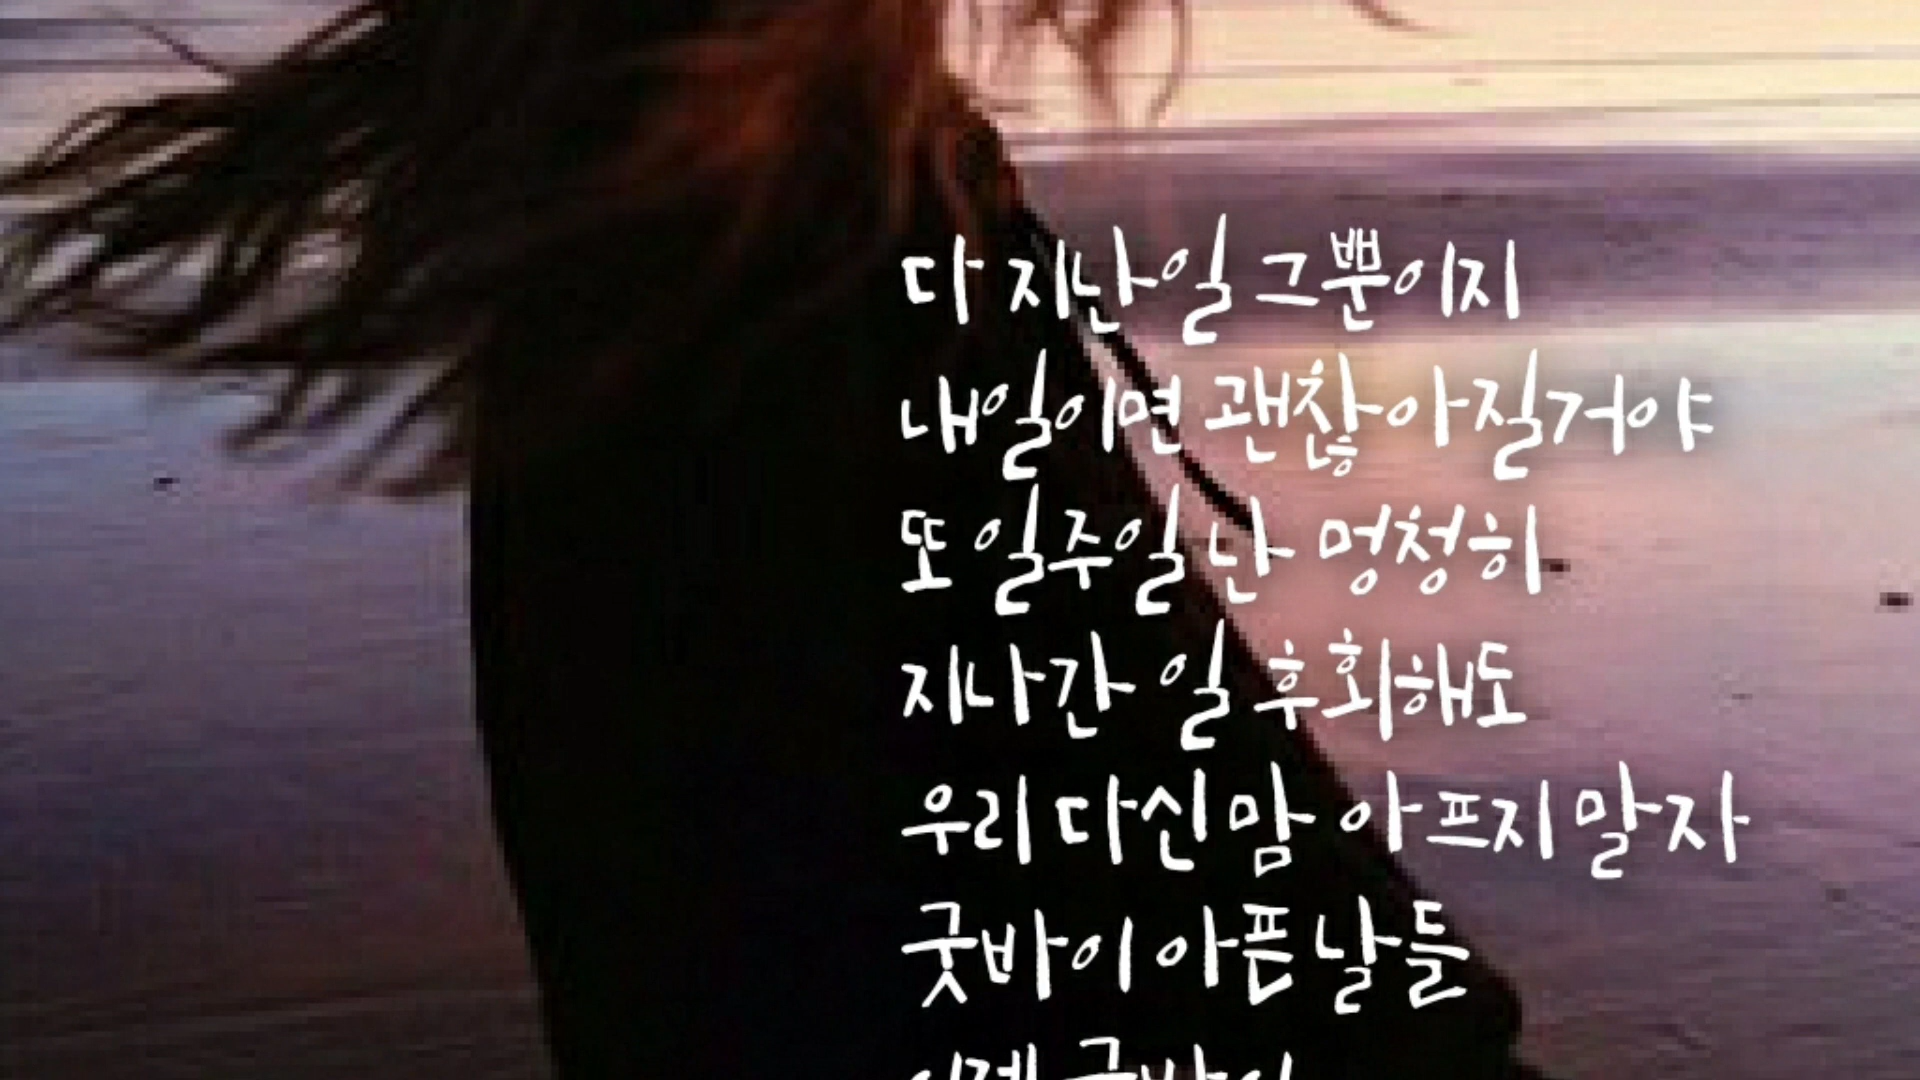 다 지난일 그뿐이지
내일이면 괜찮아질거야
또 일주일 난 멍청히
지나간 일 후회해도
우리 다신 맘 아프지 말자
굿바이 아픈 날들
이제 굿바이